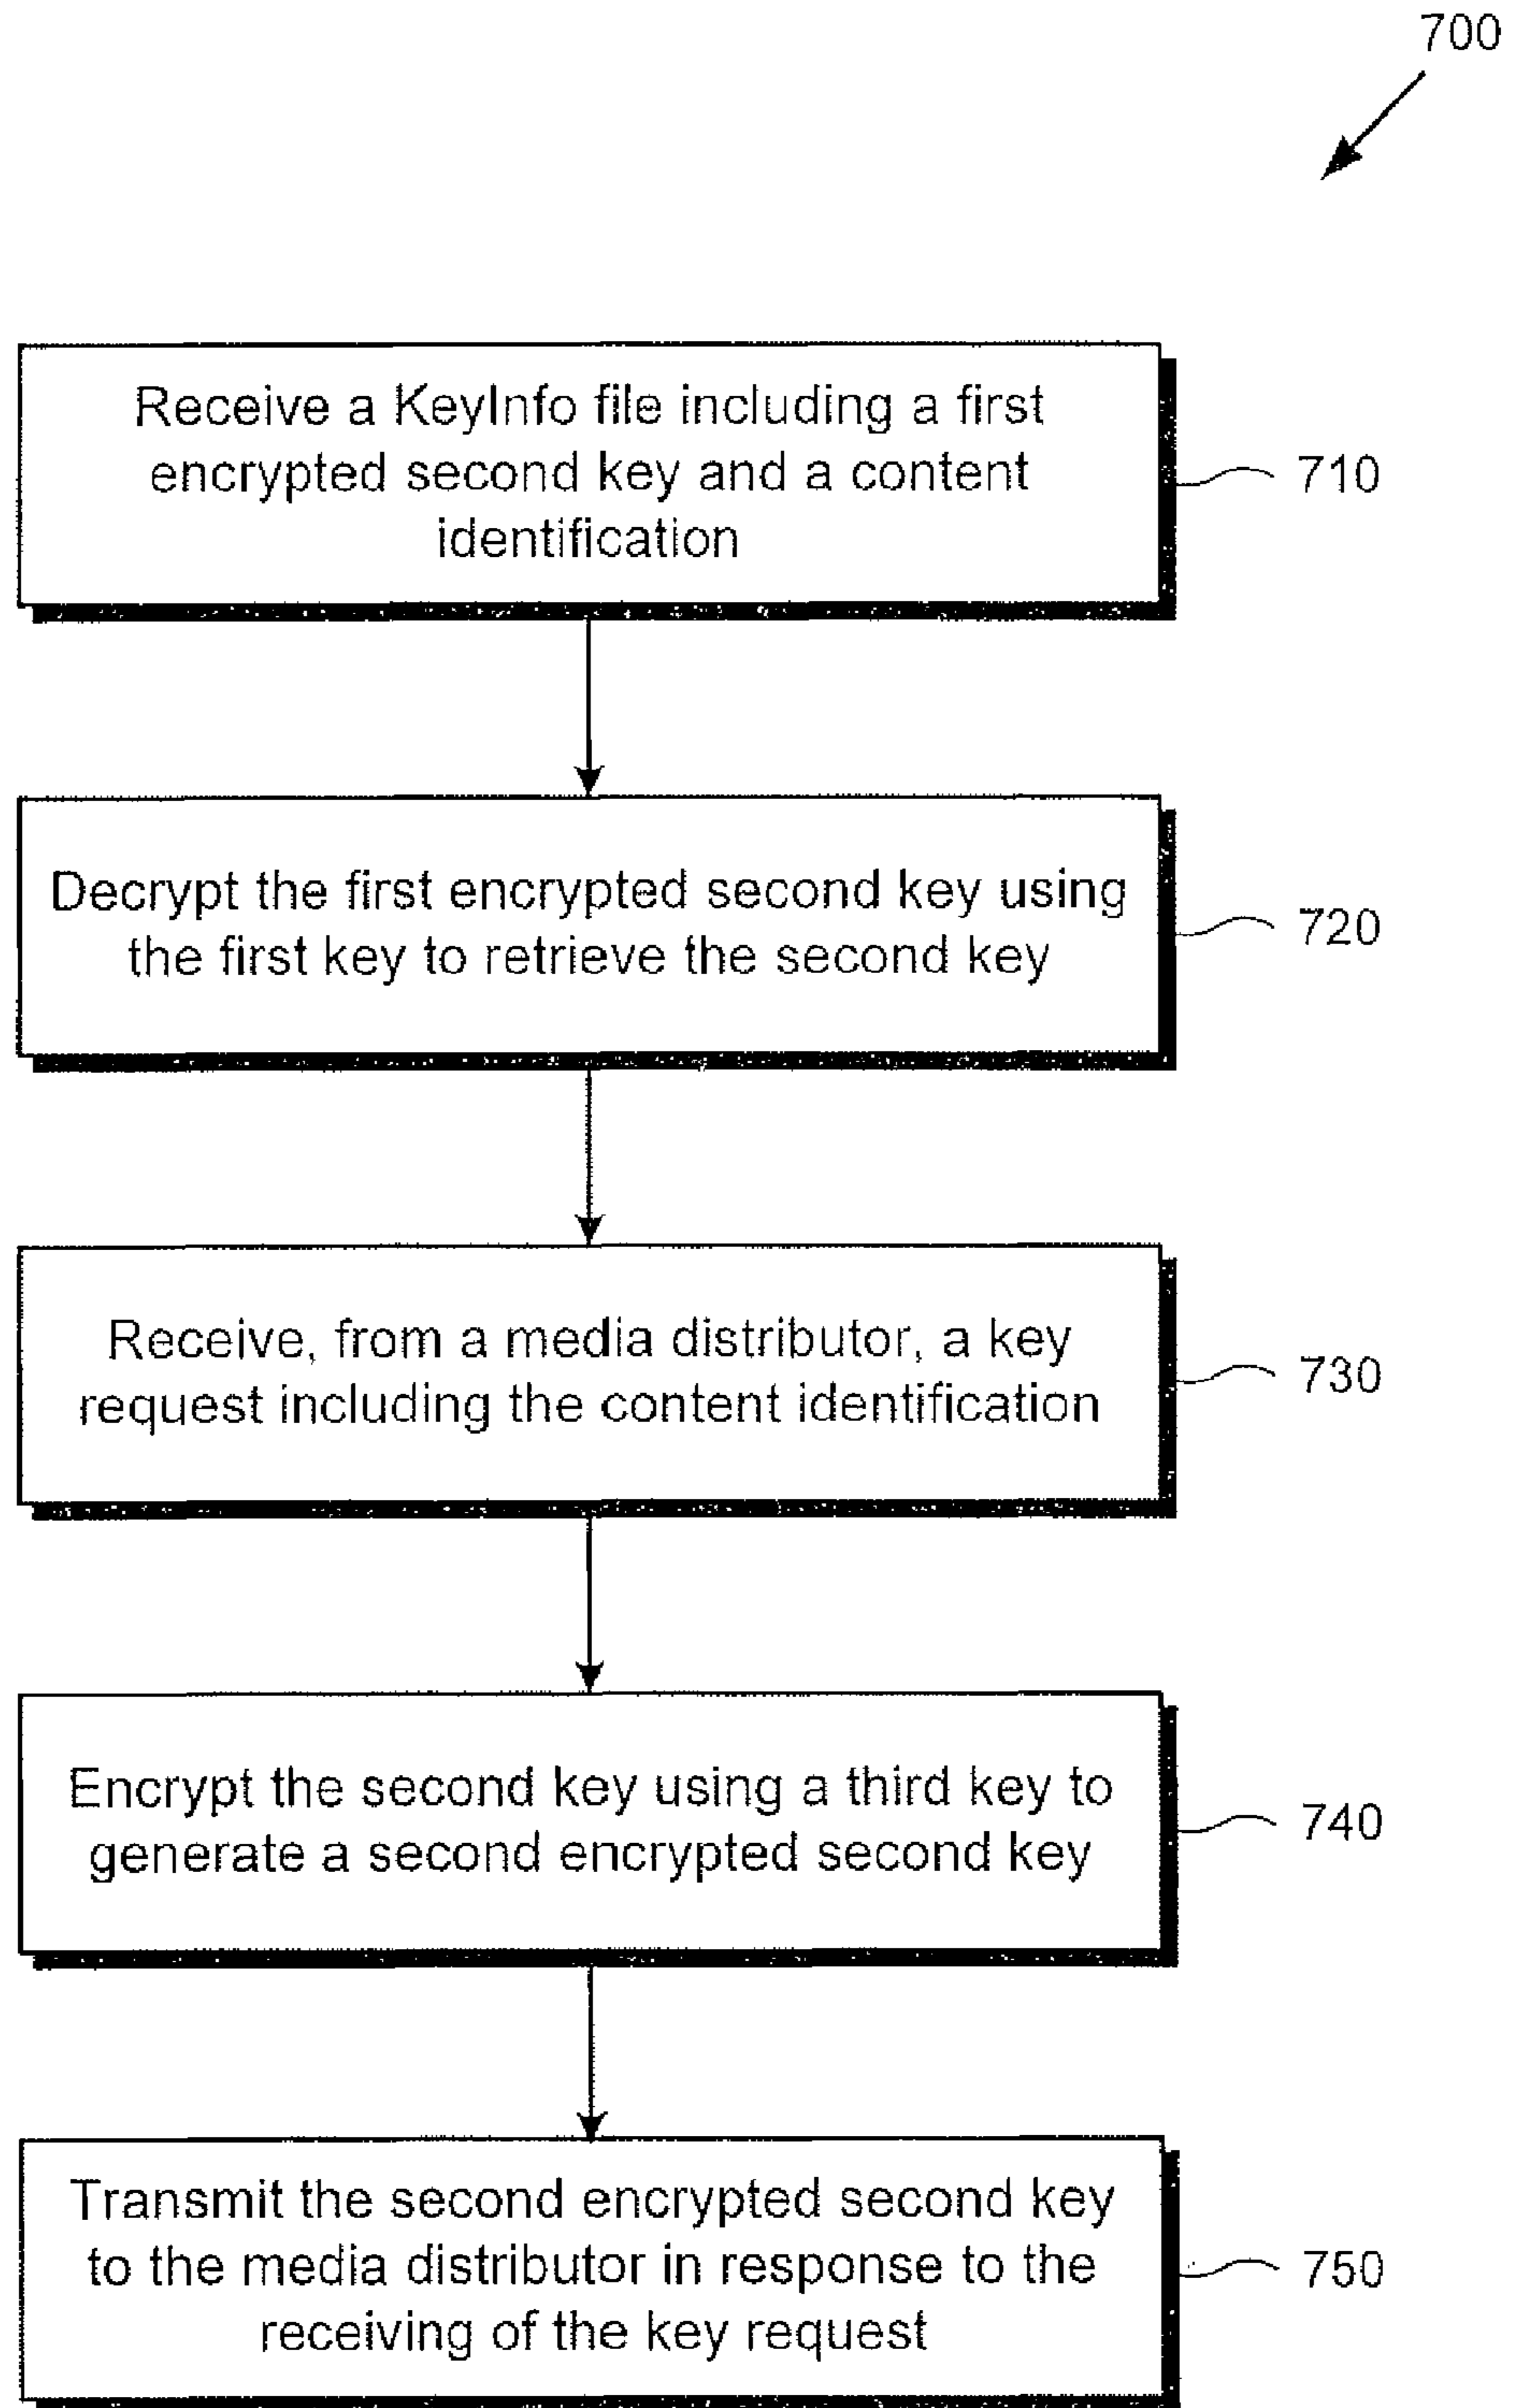 700
Receive a KeyInfo file including a first
encrypted second key and a content
identification
710
Decrypt the first encrypted second key using
the first key to retrieve the second key
720
Receive, from a media distributor, a key
request including the content identification
730
Encrypt the second key using a third key to
generate a second encrypted second key
740
Transmit the second encrypted second key
to the media distributor in response to the
receiving of the key request
750